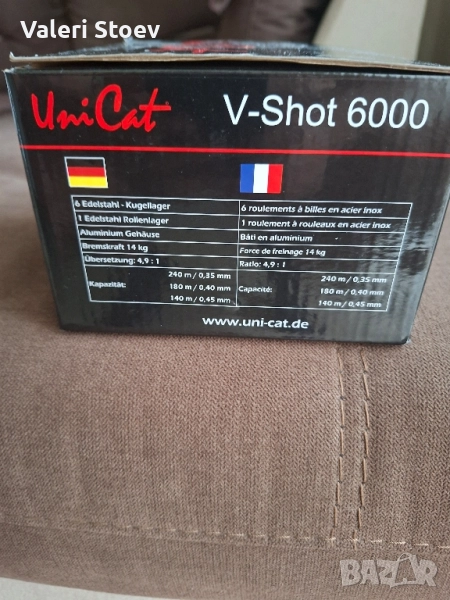 Valeri Stoev
UniCat
V-Shot 6000
6 Edelstahl - Kugellager
1 Edelstahl Rollenlager
Aluminium Gehäuse
Bremskraft 14 kg
Übersetzung: 4,9 : 1
Kapazität:
240 m / 0,35 mm
180 m / 0,40 mm
140 m / 0,45 mm
6 roulements à billes en acier inox
1 roulement à rouleaux en acier inox
Bâti en aluminium
Force de freinage 14 kg
Ratio: 4,9 : 1
Capacité:
240 m / 0,35 mm
180 m / 0,40 mm
140 m / 0,45 mm
www.uni-cat.de
BAZAR